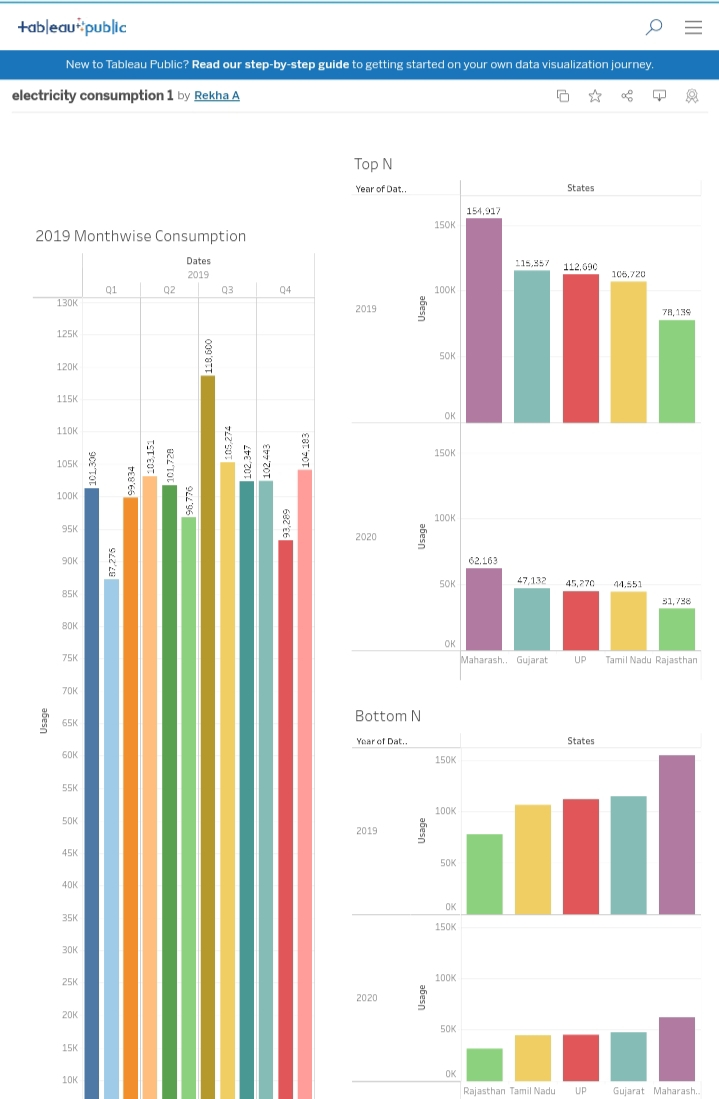 +ab|eau public
New to Tableau Public? Read our step-by-step guide to getting started on your own data visualization journey.
electricity consumption 1 by Rekha A
2019 Monthwise Consumption
Dates
2019
Q1 Q2 Q3 Q4
130K
125K
120K
115K
110K
105K
100K
95K
90K
85K
80K
75K
70K
65K
60K
55K
50K
45K
40K
35K
30K
25K
20K
15K
10K
Usage
101,306
87,276
99,834
103,151
101,728
96,776
118,600
105,274
102,347
102,443
93,289
104,183
Top N
Year of Dat..
States
2019
Usage
150K
100K
50K
0K
154,917
115,357
112,690
106,720
78,139
2020
Usage
150K
100K
50K
0K
62,163
47,132
45,270
44,551
31,738
Maharash.. Gujarat UP Tamil Nadu Rajasthan
Bottom N
Year of Dat..
States
2019
Usage
150K
100K
50K
0K
2020
Usage
150K
100K
50K
0K
Rajasthan Tamil Nadu UP Gujarat Maharash..